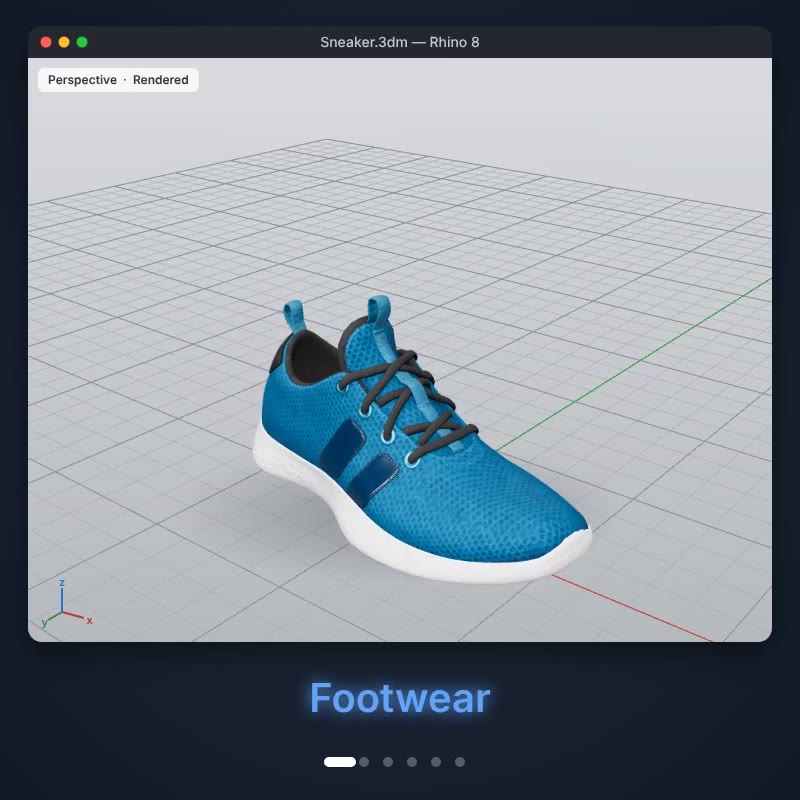 Sneaker.3dm — Rhino 8
Perspective · Rendered
z
y x
Footwear